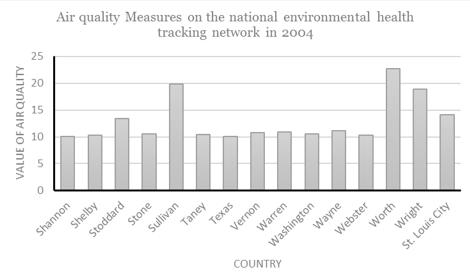 Air quality Measures on the national environmental health
tracking network in 2004
VALUE OF AIR QUALITY
25
20
15
10
5
0
Shannon
Shelby
Stoddard
Stone
Sullivan
Taney
Texas
Vernon
Warren
Washington
Wayne
Webster
Worth
Wright
St. Louis City
COUNTRY